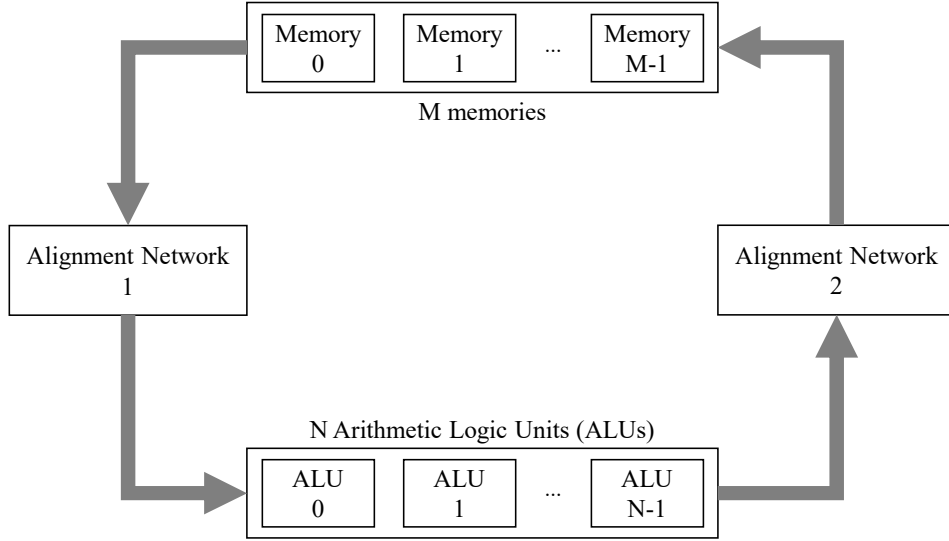 Memory
0
Memory
1
...
Memory
M-1
M memories
Alignment Network
1
Alignment Network
2
N Arithmetic Logic Units (ALUs)
ALU
0
ALU
1
...
ALU
N-1